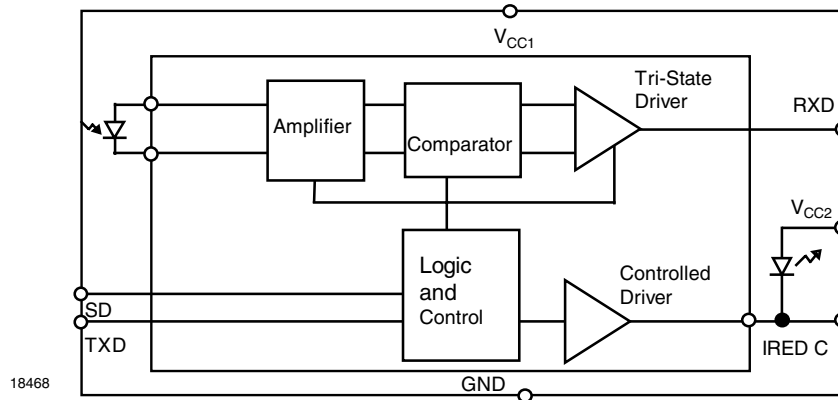 V_CC1
Tri-State
Driver
RXD
Amplifier
Comparator
V_CC2
Logic
and
Control
Controlled
Driver
SD
TXD
IRED C
GND
18468